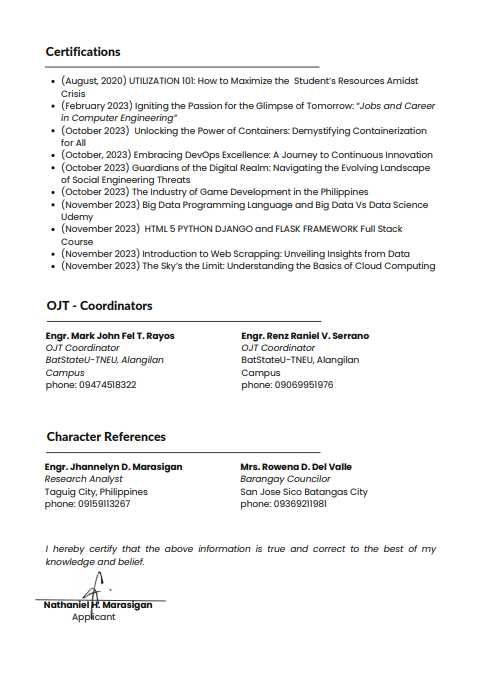 Certifications
• (August, 2020) UTILIZATION 101: How to Maximize the Student's Resources Amidst
Crisis
• (February 2023) Igniting the Passion for the Glimpse of Tomorrow: "Jobs and Career
in Computer Engineering"
• (October 2023) Unlocking the Power of Containers: Demystifying Containerization
for All
• (October, 2023) Embracing DevOps Excellence: A Journey to Continuous Innovation
• (October 2023) Guardians of the Digital Realm: Navigating the Evolving Landscape
of Social Engineering Threats
• (October 2023) The Industry of Game Development in the Philippines
• (November 2023) Big Data Programming Language and Big Data Vs Data Science
Udemy
• (November 2023) HTML 5 PYTHON DJANGO and FLASK FRAMEWORK Full Stack
Course
• (November 2023) Introduction to Web Scrapping: Unveiling Insights from Data
• (November 2023) The Sky's the Limit: Understanding the Basics of Cloud Computing
OJT - Coordinators
Engr. Mark John Fel T. Rayos
OJT Coordinator
BatStateU-TNEU, Alangilan
Campus
phone: 09474518322
Engr. Renz Raniel V. Serrano
OJT Coordinator
BatStateU-TNEU, Alangilan
Campus
phone: 09069951976
Character References
Engr. Jhannelyn D. Marasigan
Research Analyst
Taguig City, Philippines
phone: 09159113267
Mrs. Rowena D. Del Valle
Barangay Councilor
San Jose Sico Batangas City
phone: 09369211981
I hereby certify that the above information is true and correct to the best of my
knowledge and belief.
Nathaniel H. Marasigan
Applicant